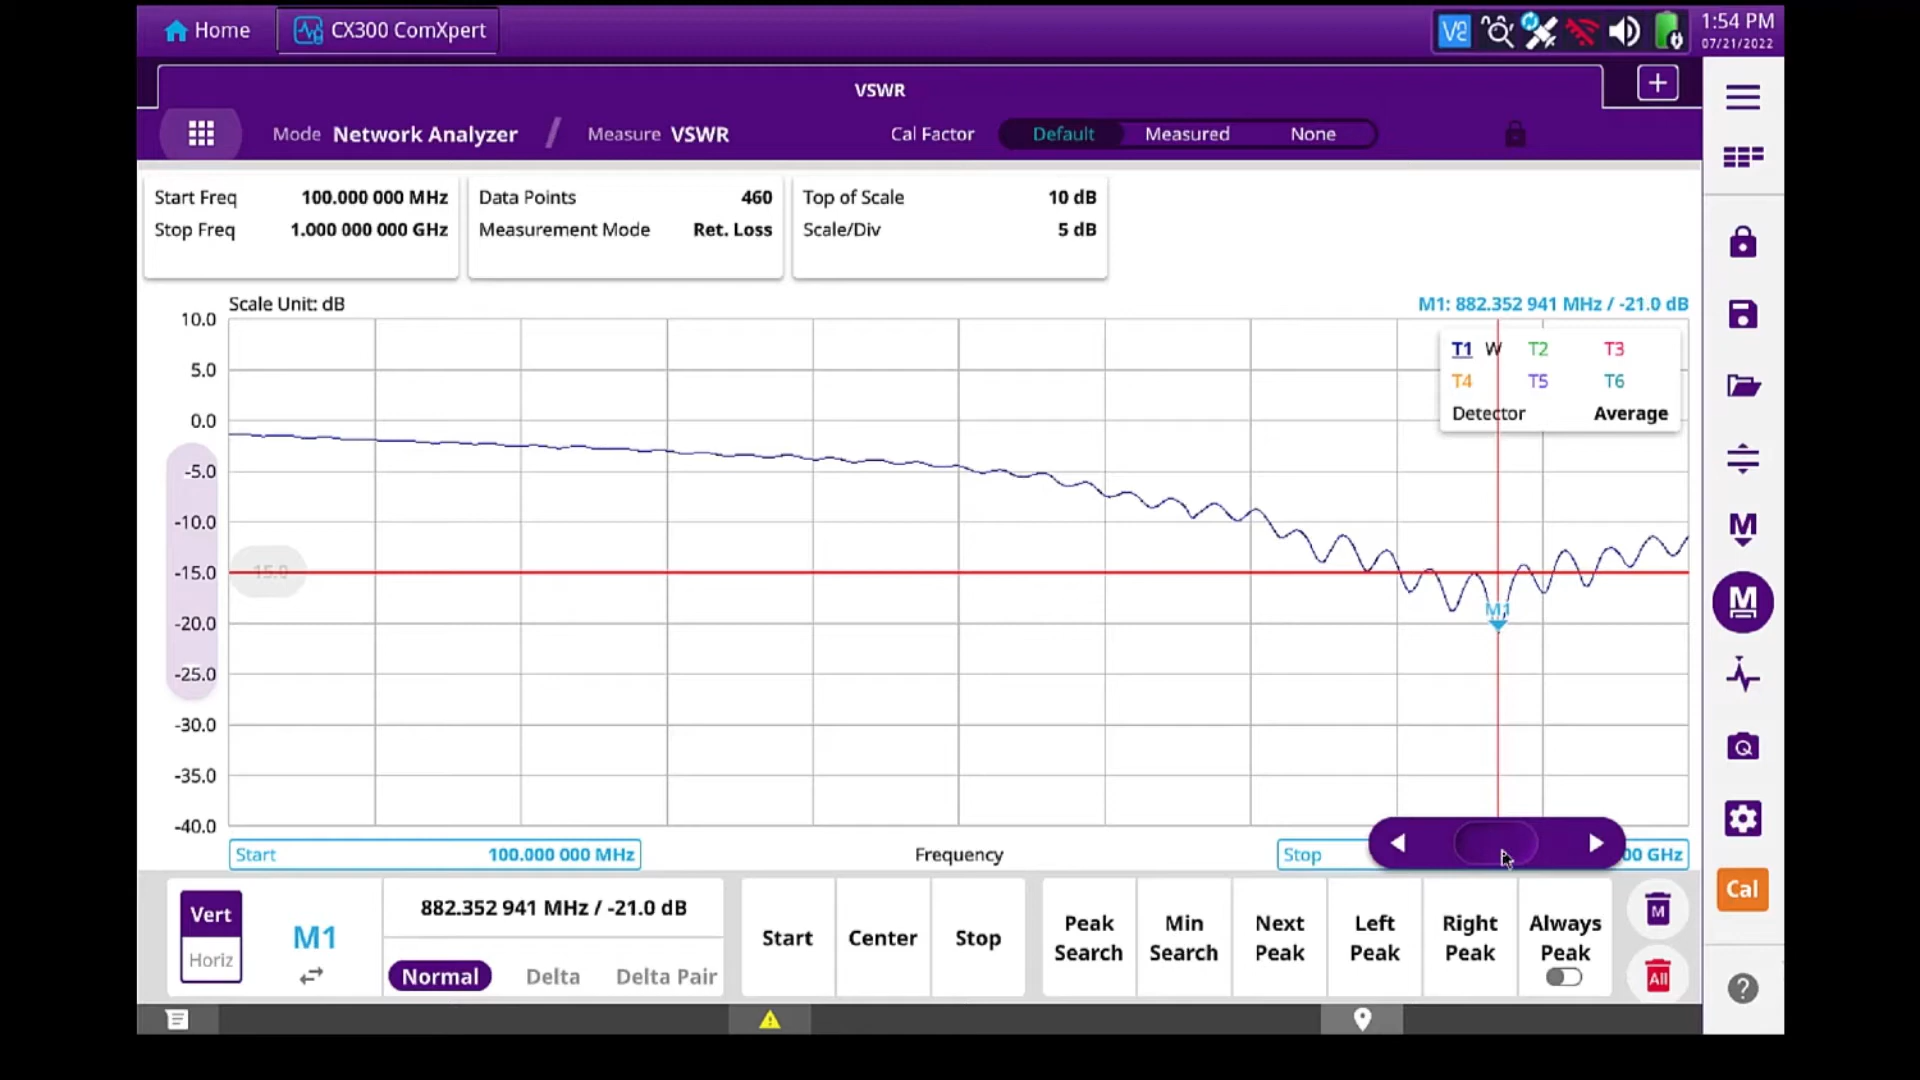 Home
CX300 ComXpert
1:54 PM
07/21/2022
VSWR
Mode Network Analyzer / Measure VSWR
Cal Factor Default Measured None
Start Freq 100.000 000 MHz
Stop Freq 1.000 000 000 GHz
Data Points 460
Measurement Mode Ret. Loss
Top of Scale 10 dB
Scale/Div 5 dB
Scale Unit: dB
M1: 882.352 941 MHz / -21.0 dB
T1 W T2 T3
T4 T5 T6
Detector Average
10.0
5.0
0.0
-5.0
-10.0
-15.0
-20.0
-25.0
-30.0
-35.0
-40.0
M1
Start 100.000 000 MHz
Frequency
Stop 00 GHz
Vert
Horiz
M1
882.352 941 MHz / -21.0 dB
Normal Delta Delta Pair
Start
Center
Stop
Peak
Search
Min
Search
Next
Peak
Left
Peak
Right
Peak
Always
Peak
M
All
M
M
Cal
?